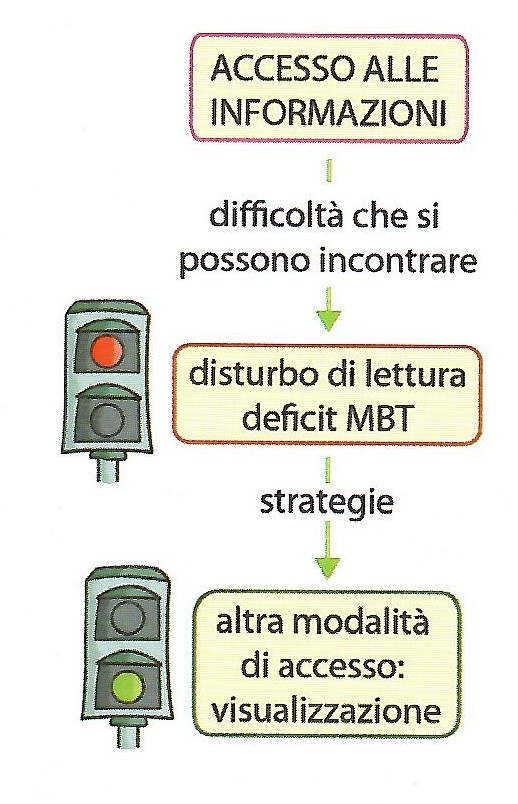 ACCESSO ALLE
INFORMAZIONI
difficoltà che si
possono incontrare
disturbo di lettura
deficit MBT
strategie
altra modalità
di accesso:
visualizzazione